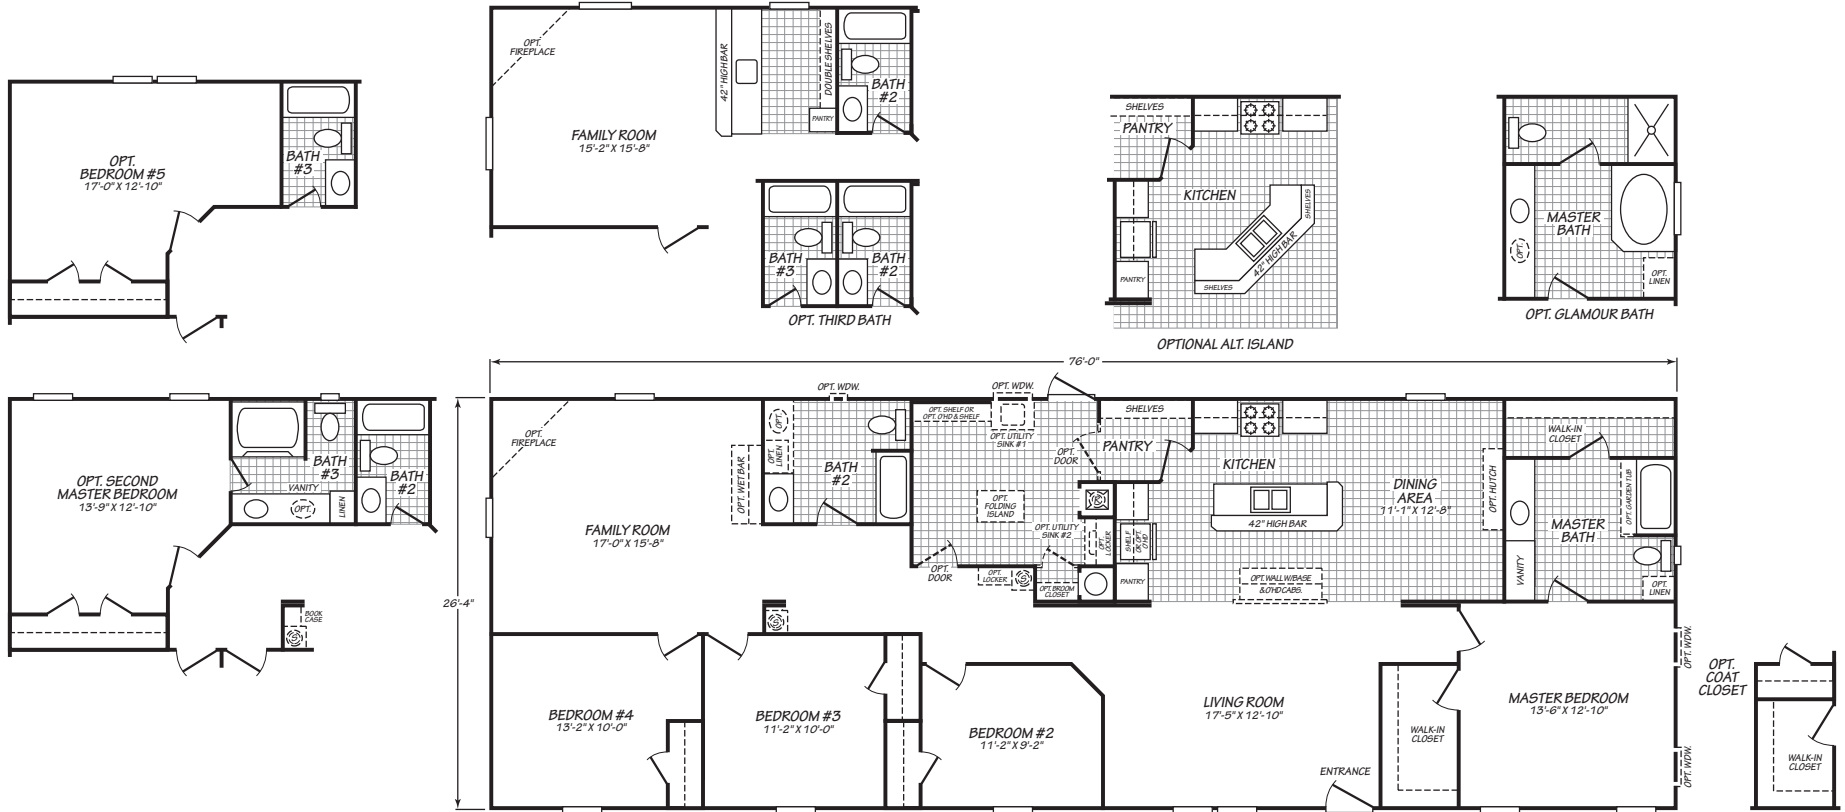 OPT.
BEDROOM #5
17'-0" X 12'-10"
BATH
#3
OPT.
FIREPLACE
FAMILY ROOM
15'-2" X 15'-8"
42" HIGH BAR
DOUBLE SHELVES
PANTRY
BATH
#2
BATH
#3
BATH
#2
OPT. THIRD BATH
SHELVES
PANTRY
KITCHEN
SHELVES
42" HIGH BAR
SHELVES
PANTRY
OPTIONAL ALT. ISLAND
MASTER
BATH
OPT.
OPT.
LINEN
OPT. GLAMOUR BATH
OPT. SECOND
MASTER BEDROOM
13'-9" X 12'-10"
BATH
#3
VANITY
OPT.
LINEN
BATH
#2
BOOK
CASE
S
76'-0"
26'-4"
OPT.
FIREPLACE
FAMILY ROOM
17'-0" X 15'-8"
OPT. WET BAR
OPT.
OPT.
LINEN
OPT. WDW.
BATH
#2
OPT. SHELF OR
OPT. O'HD & SHELF
OPT. WDW.
OPT. UTILITY
SINK #1
OPT.
DOOR
OPT.
FOLDING
ISLAND
OPT. UTILITY
SINK #2
OPT.
LOCKER
OPT.
DOOR
OPT.
LOCKER
S
OPT. BROOM
CLOSET
SHELVES
PANTRY
SHELF
OR OPT.
O'HD
PANTRY
KITCHEN
42" HIGH BAR
OPT. WALL W/BASE
& O'HD CABS.
DINING
AREA
11'-1" X 12'-8"
OPT. HUTCH
WALK-IN
CLOSET
OPT. GARDEN TUB
MASTER
BATH
VANITY
OPT.
LINEN
S
BEDROOM #4
13'-2" X 10'-0"
BEDROOM #3
11'-2" X 10'-0"
BEDROOM #2
11'-2" X 9'-2"
LIVING ROOM
17'-5" X 12'-10"
ENTRANCE
WALK-IN
CLOSET
MASTER BEDROOM
13'-6" X 12'-10"
OPT. WDW.
OPT. WDW.
OPT.
COAT
CLOSET
WALK-IN
CLOSET